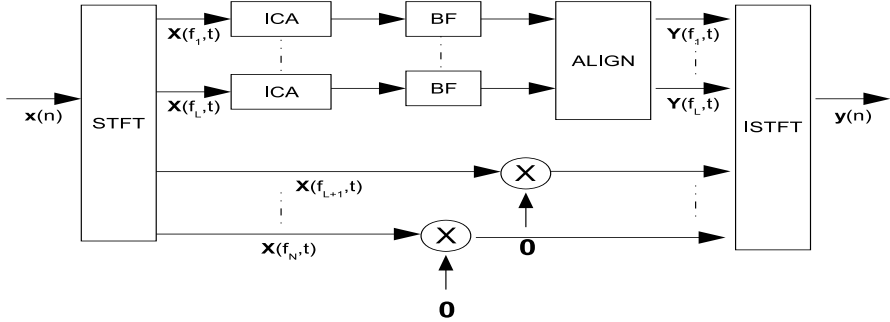 ICA
BF
X(f1,t)
Y(f1,t)
ALIGN
ICA
BF
x(n)
X(fL,t)
Y(fL,t)
y(n)
STFT
ISTFT
X
X(fL+1,t)
X
0
X(fN,t)
0